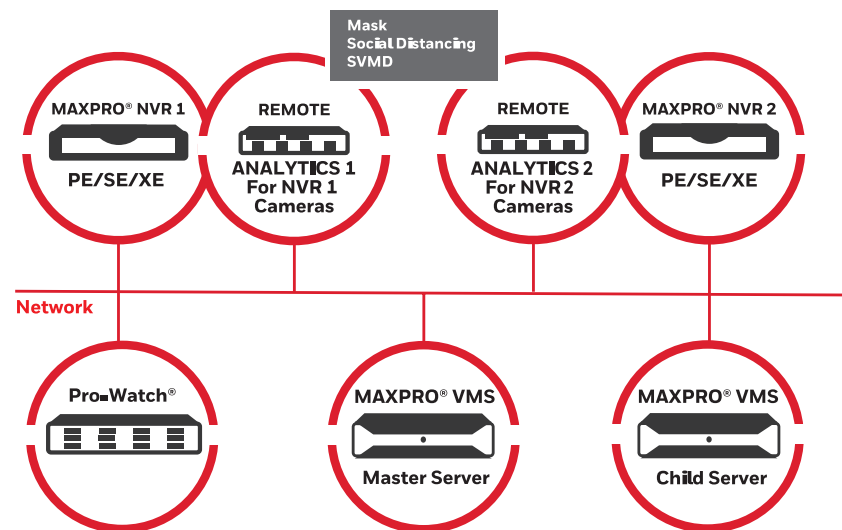 Mask
Social Distancing
SVMD
MAXPRO® NVR 1
PE/SE/XE
REMOTE
ANALYTICS 1
For NVR 1
Cameras
REMOTE
ANALYTICS 2
For NVR 2
Cameras
MAXPRO® NVR 2
PE/SE/XE
Network
Pro-Watch®
MAXPRO® VMS
Master Server
MAXPRO® VMS
Child Server